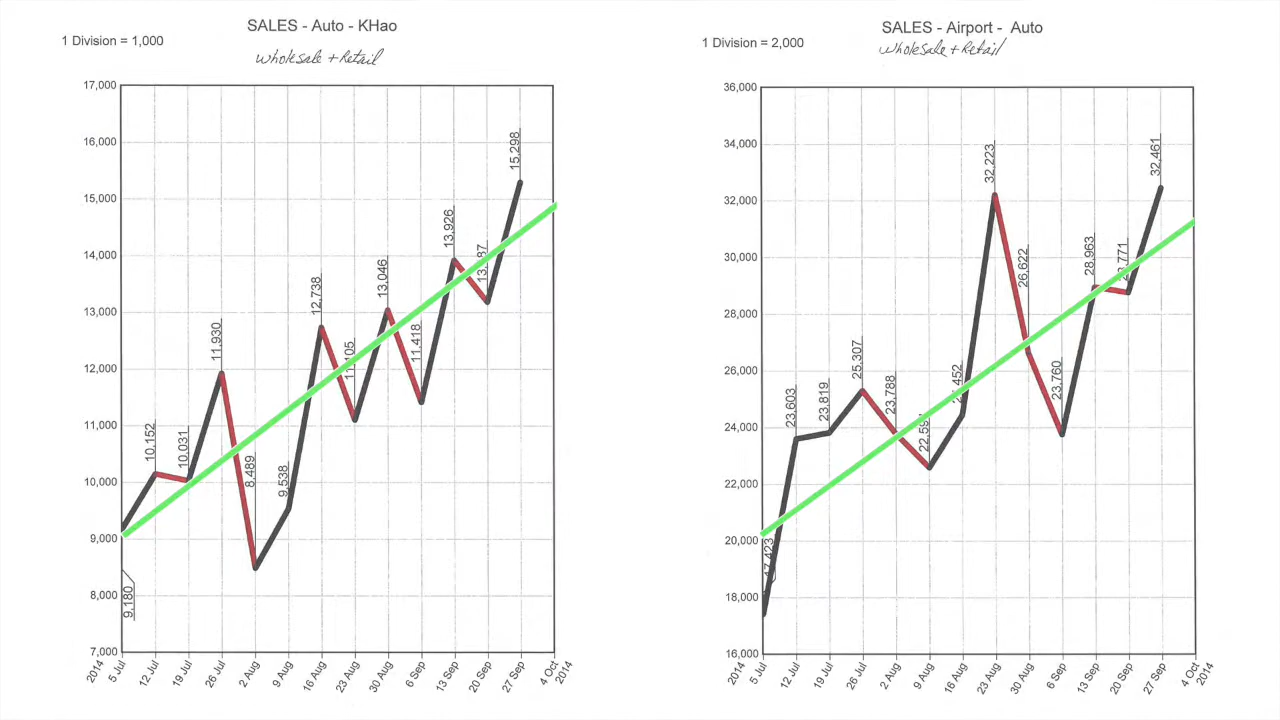 SALES - Auto - KHao
1 Division = 1,000
wholesale + Retail
17,000
16,000
15,000
14,000
13,000
12,000
11,000
10,000
9,000
8,000
7,000
9,180
10,152
10,031
11,930
8,489
9,538
12,738
13,046
11,418
13,926
15,298
2014
5 Jul
12 Jul
19 Jul
26 Jul
2 Aug
9 Aug
16 Aug
23 Aug
30 Aug
6 Sep
13 Sep
20 Sep
27 Sep
4 Oct
2014
SALES - Airport - Auto
1 Division = 2,000
wholesale + Retail
36,000
34,000
32,000
30,000
28,000
26,000
24,000
22,000
20,000
18,000
16,000
17,423
23,603
23,819
25,307
23,788
32,223
26,622
23,760
28,963
32,461
2014
5 Jul
12 Jul
19 Jul
26 Jul
2 Aug
9 Aug
16 Aug
23 Aug
30 Aug
6 Sep
13 Sep
20 Sep
27 Sep
4 Oct
2014